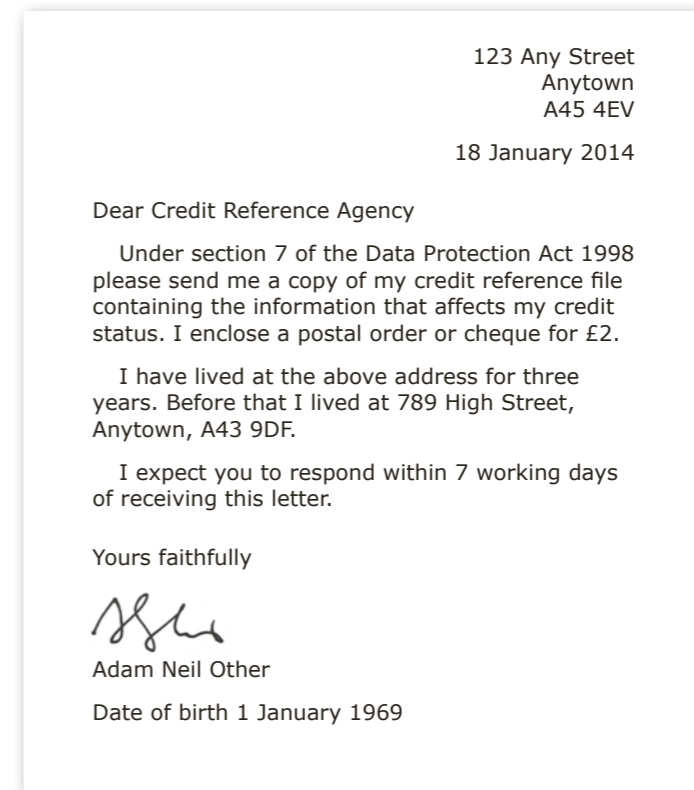 123 Any Street
Anytown
A45 4EV
18 January 2014
Dear Credit Reference Agency
Under section 7 of the Data Protection Act 1998
please send me a copy of my credit reference file
containing the information that affects my credit
status. I enclose a postal order or cheque for £2.
I have lived at the above address for three
years. Before that I lived at 789 High Street,
Anytown, A43 9DF.
I expect you to respond within 7 working days
of receiving this letter.
Yours faithfully
Adam Neil Other
Date of birth 1 January 1969